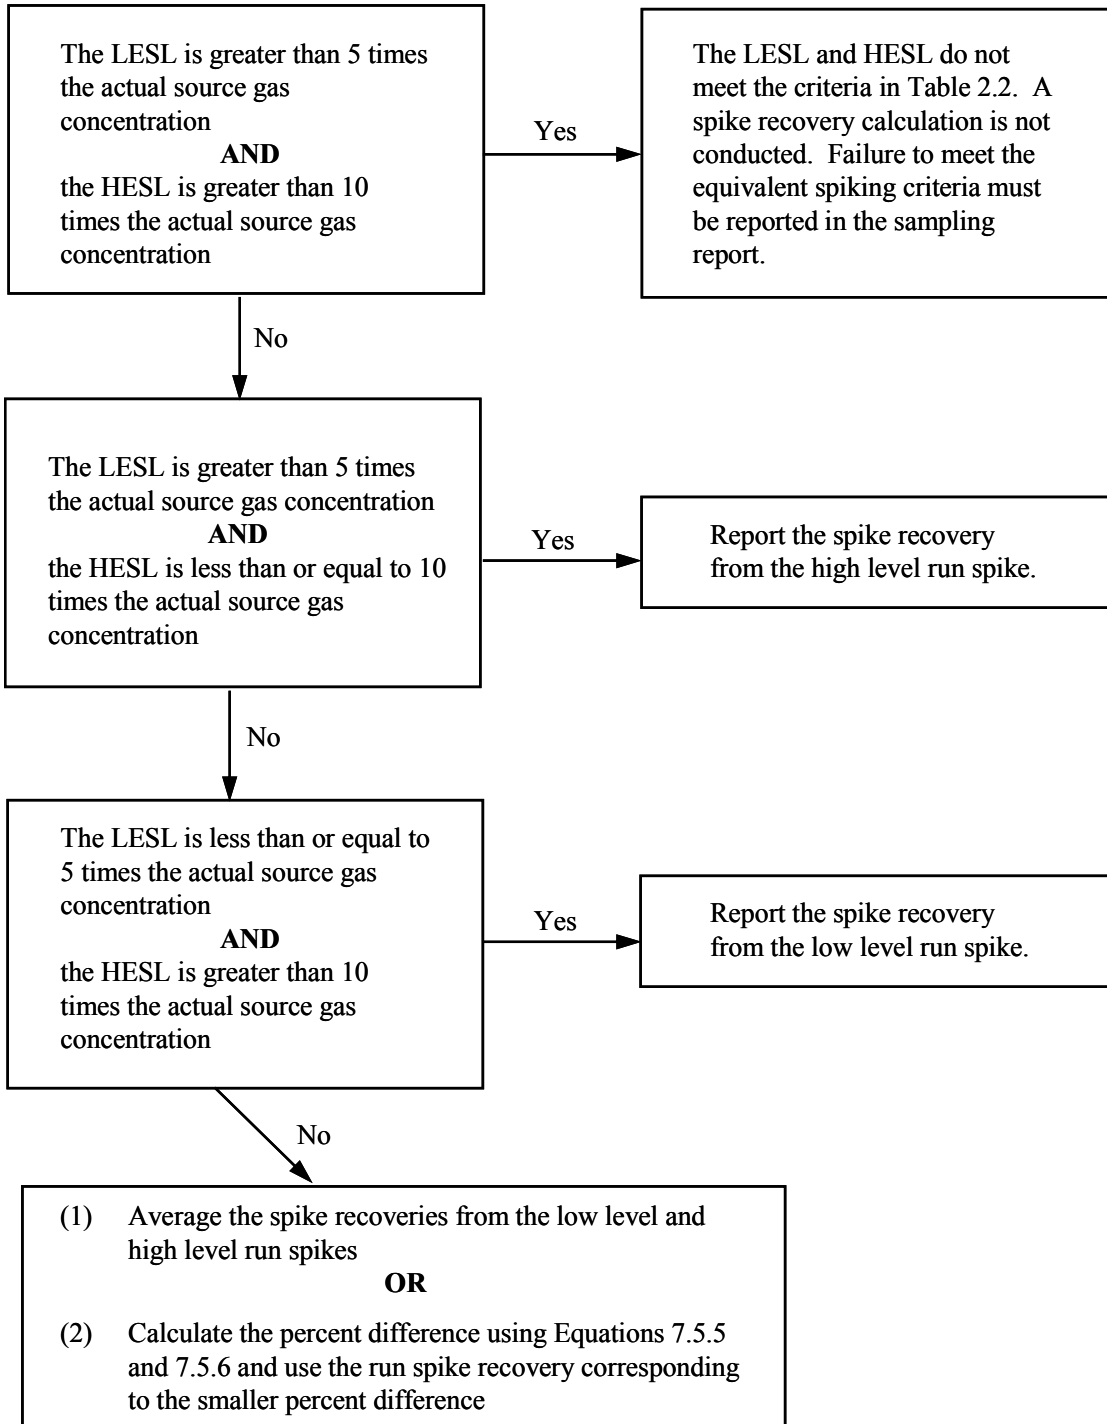 The LESL is greater than 5 times
the actual source gas
concentration
AND
the HESL is greater than 10
times the actual source gas
concentration
Yes
The LESL and HESL do not
meet the criteria in Table 2.2.  A
spike recovery calculation is not
conducted.  Failure to meet the
equivalent spiking criteria must
be reported in the sampling
report.
No
The LESL is greater than 5 times
the actual source gas concentration
AND
the HESL is less than or equal to 10
times the actual source gas
concentration
Yes
Report the spike recovery
from the high level run spike.
No
The LESL is less than or equal to
5 times the actual source gas
concentration
AND
the HESL is greater than 10
times the actual source gas
concentration
Yes
Report the spike recovery
from the low level run spike.
No
(1) Average the spike recoveries from the low level and
high level run spikes
OR
(2) Calculate the percent difference using Equations 7.5.5
and 7.5.6 and use the run spike recovery corresponding
to the smaller percent difference